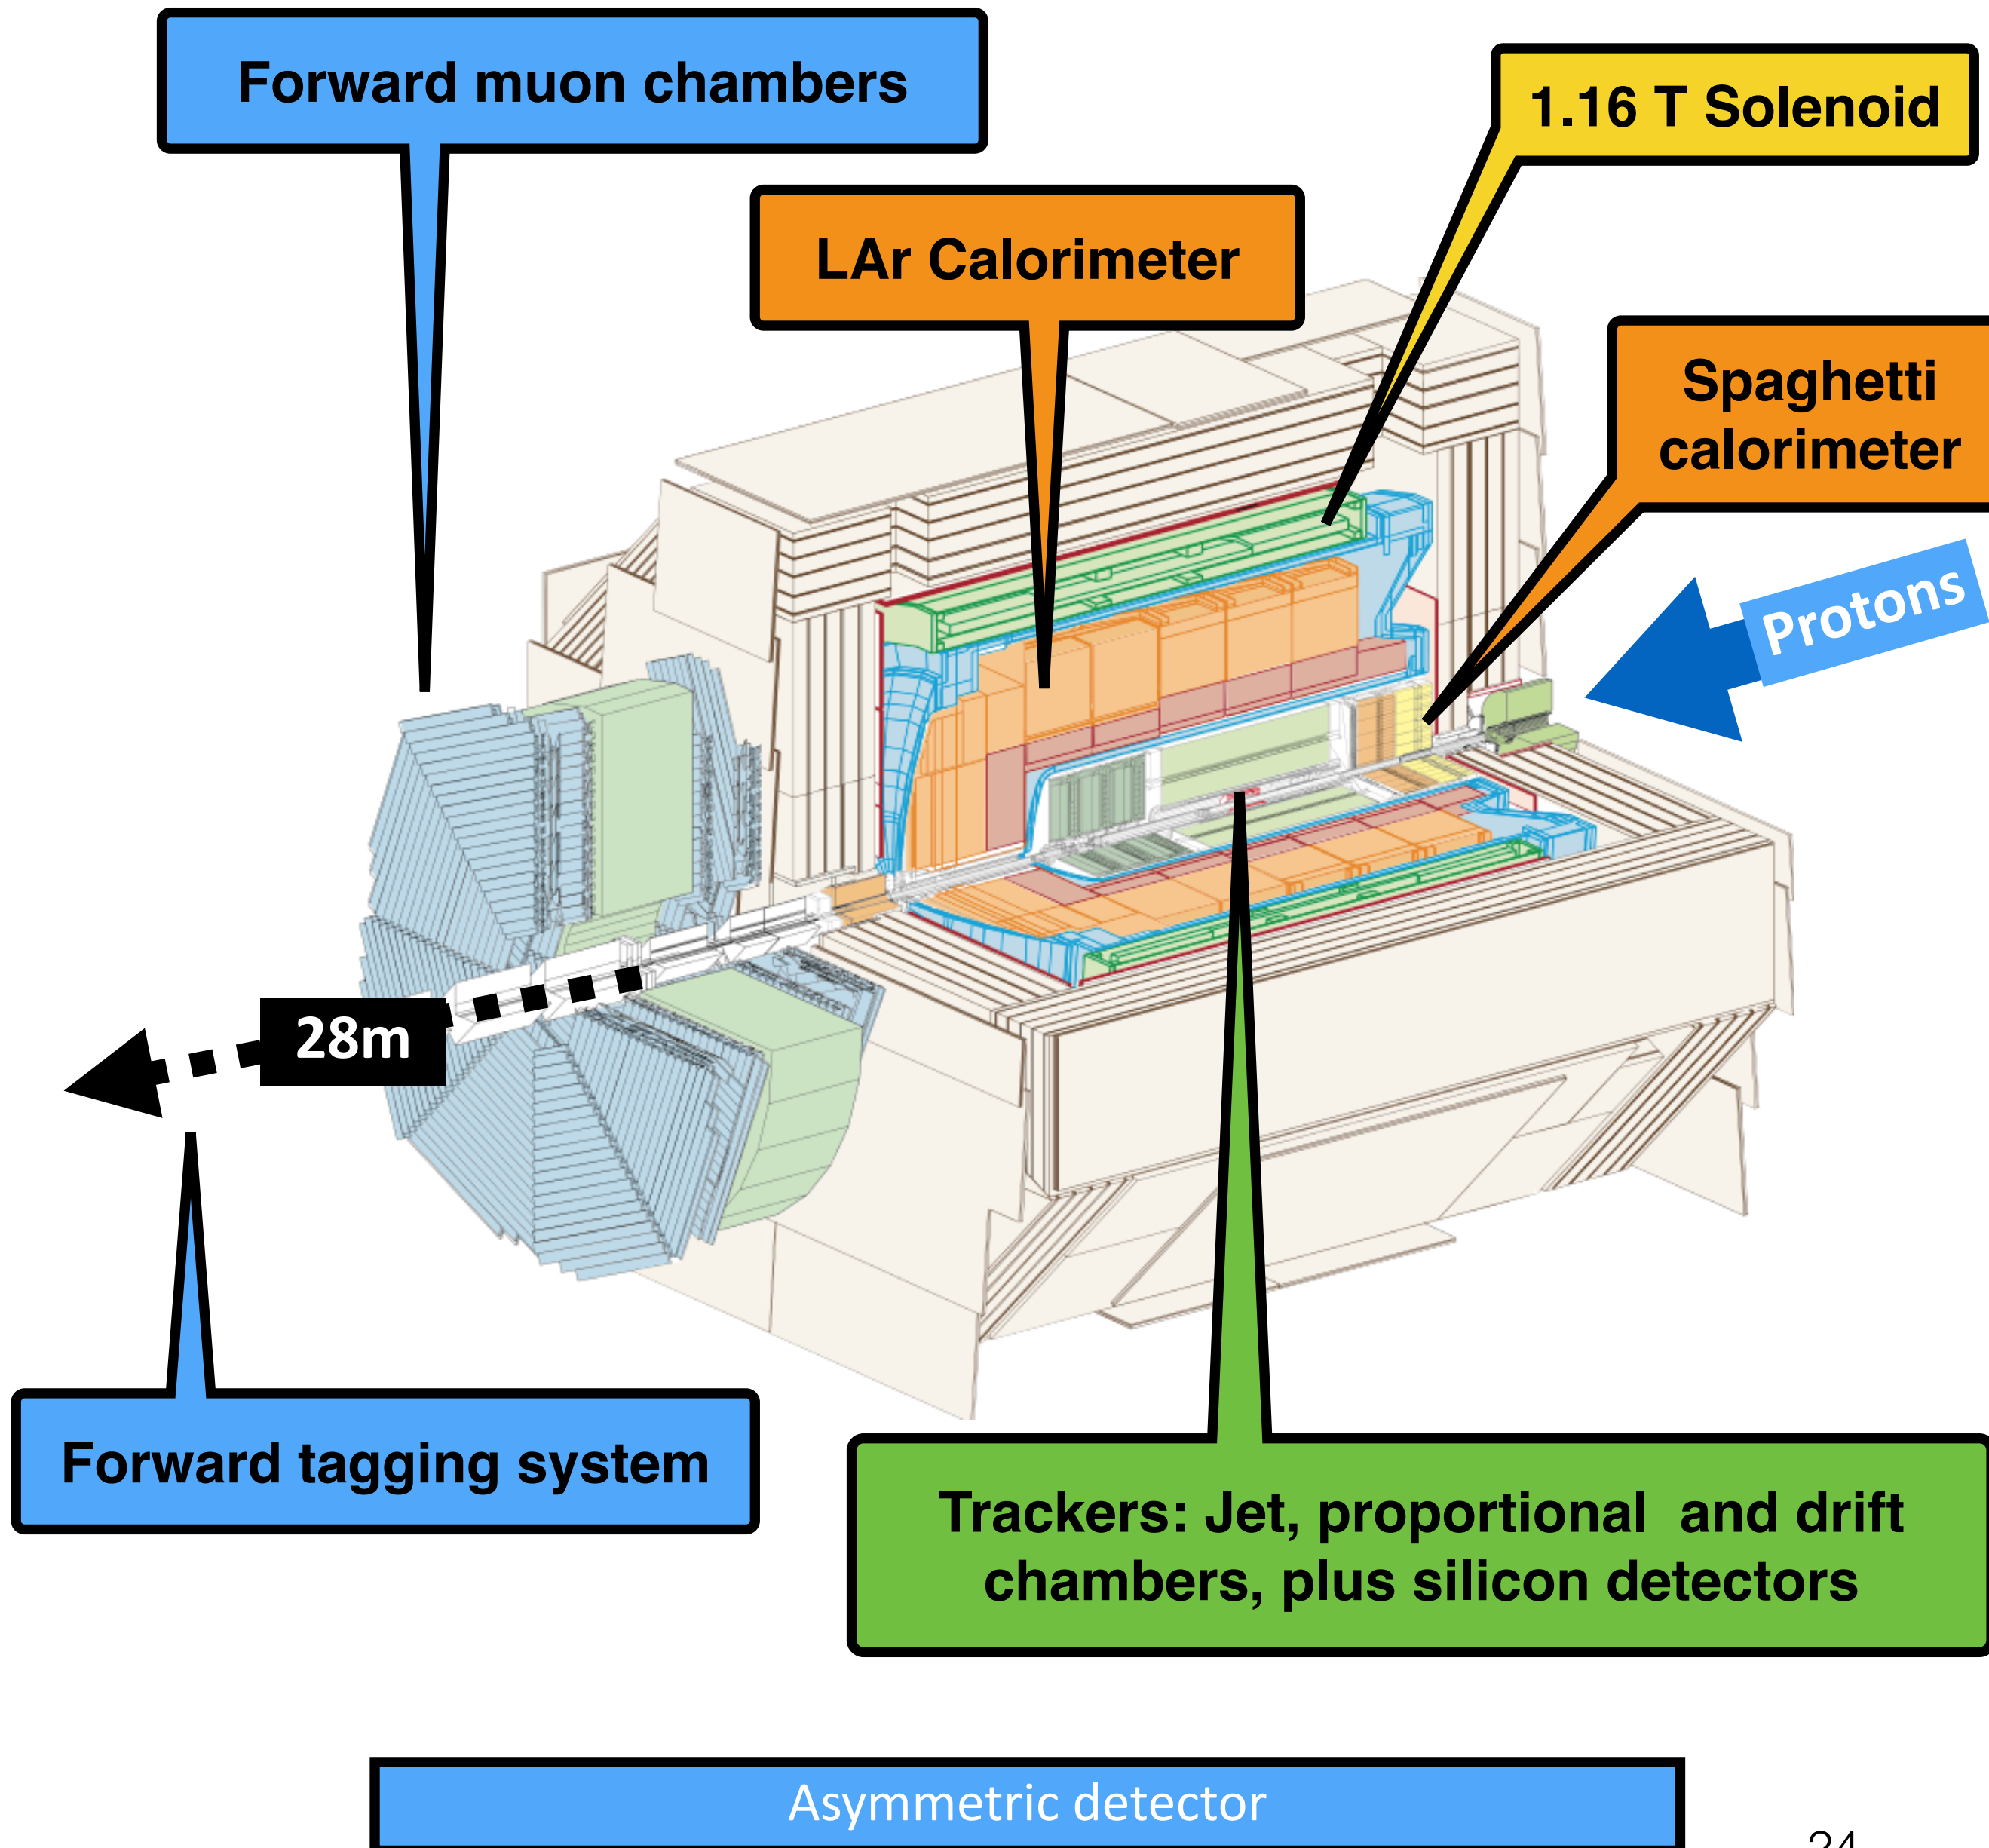 Forward muon chambers
1.16 T Solenoid
LAr Calorimeter
Spaghetti
calorimeter
Protons
28m
Forward tagging system
Trackers: Jet, proportional  and drift
chambers, plus silicon detectors
Asymmetric detector
24